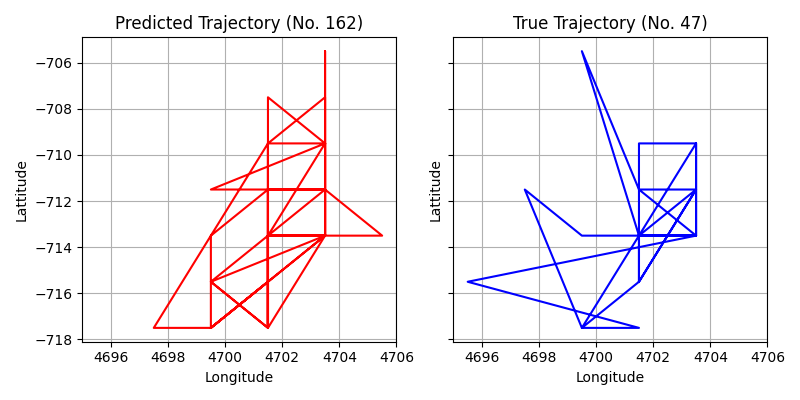 Predicted Trajectory (No. 162)
True Trajectory (No. 47)
−706
−708
−710
−712
−714
−716
−718
4696 4698 4700 4702 4704 4706
4696 4698 4700 4702 4704 4706
Lattitude
Lattitude
Longitude
Longitude